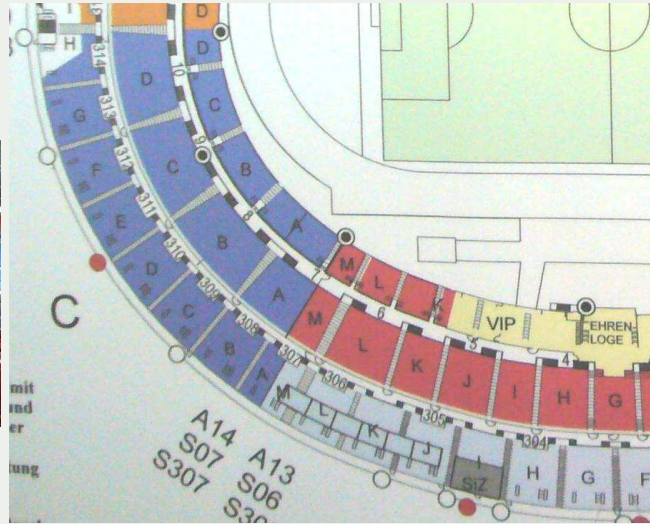 I
D
H
314
D
D
10
G
313
C
9
F
312
C
B
E
311
8
A
D
310
B
7
M
C
309
A
L
K
C
308
M
6
VIP
EHREN-
LOGE
B
307
L
5
4
A
306
K
J
I
H
G
M
L
305
K
J
304
I
H
G
F
StZ
A14
A13
S07
S06
S307
mit
und
er
tung